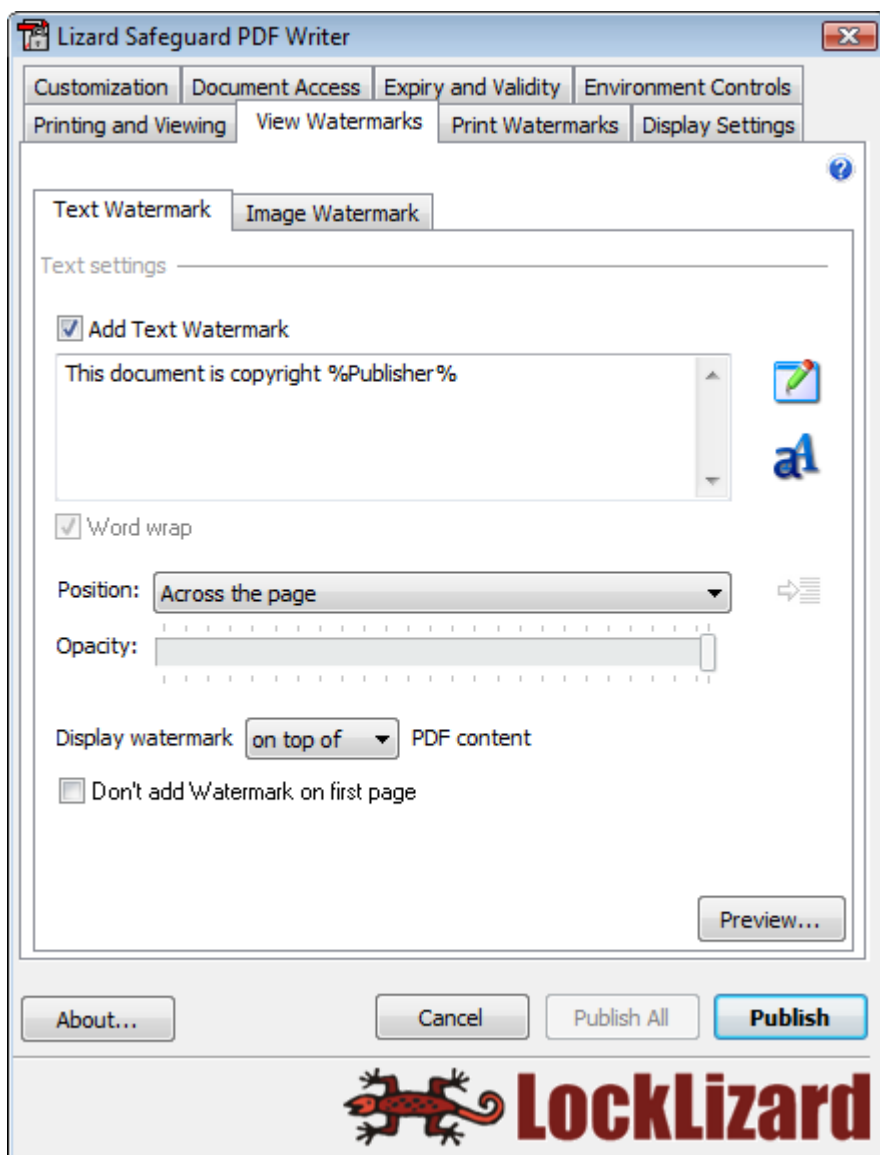 Lizard Safeguard PDF Writer
Customization Document Access Expiry and Validity Environment Controls
Printing and Viewing View Watermarks Print Watermarks Display Settings
Text Watermark Image Watermark
Text settings
Add Text Watermark
This document is copyright %Publisher%
aA
Word wrap
Position: Across the page
Opacity:
Display watermark on top of PDF content
Don't add Watermark on first page
Preview...
About... Cancel Publish All Publish
LockLizard